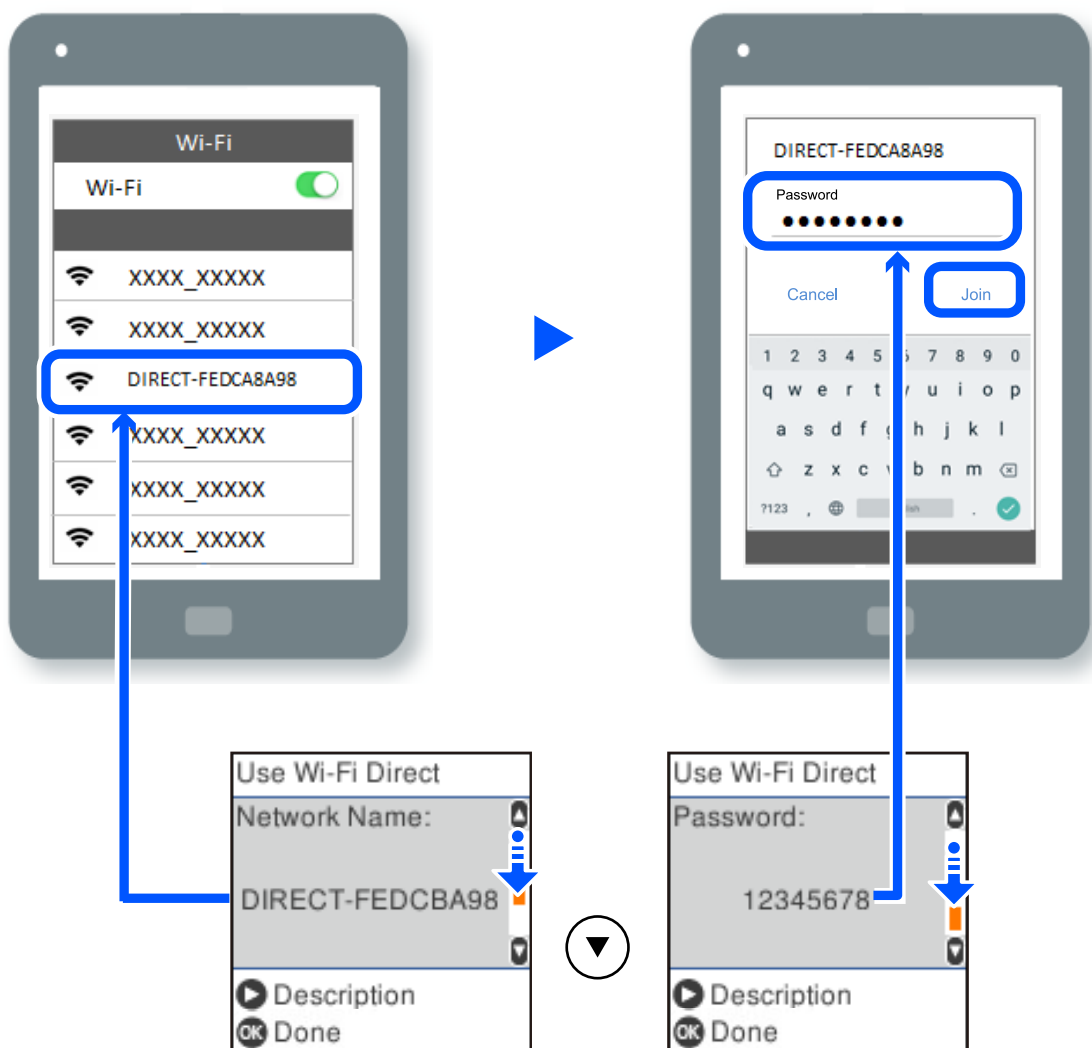 Wi-Fi
Wi-Fi
XXXX_XXXXX
XXXX_XXXXX
DIRECT-FEDCA8A98
XXXX_XXXXX
XXXX_XXXXX
XXXX_XXXXX
DIRECT-FEDCA8A98
Password
Cancel Join
1 2 3 4 5 7 8 9 0
q w e r t u i o p
a s d f h j k l
z x c b n m
?123 , .
Use Wi-Fi Direct
Network Name:
DIRECT-FEDCBA98
Description
OK Done
Use Wi-Fi Direct
Password:
12345678
Description
OK Done